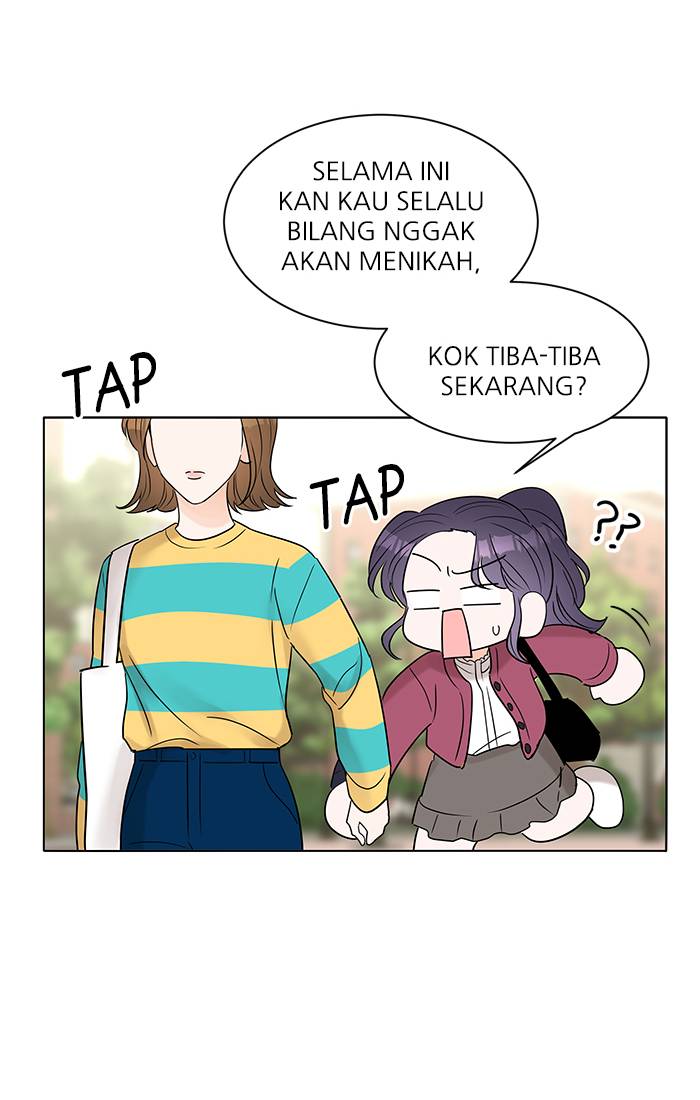 SELAMA INI
KAN KAU SELALU
BILANG NGGAK
AKAN MENIKAH,
KOK TIBA-TIBA
SEKARANG?
TAP
TAP
??